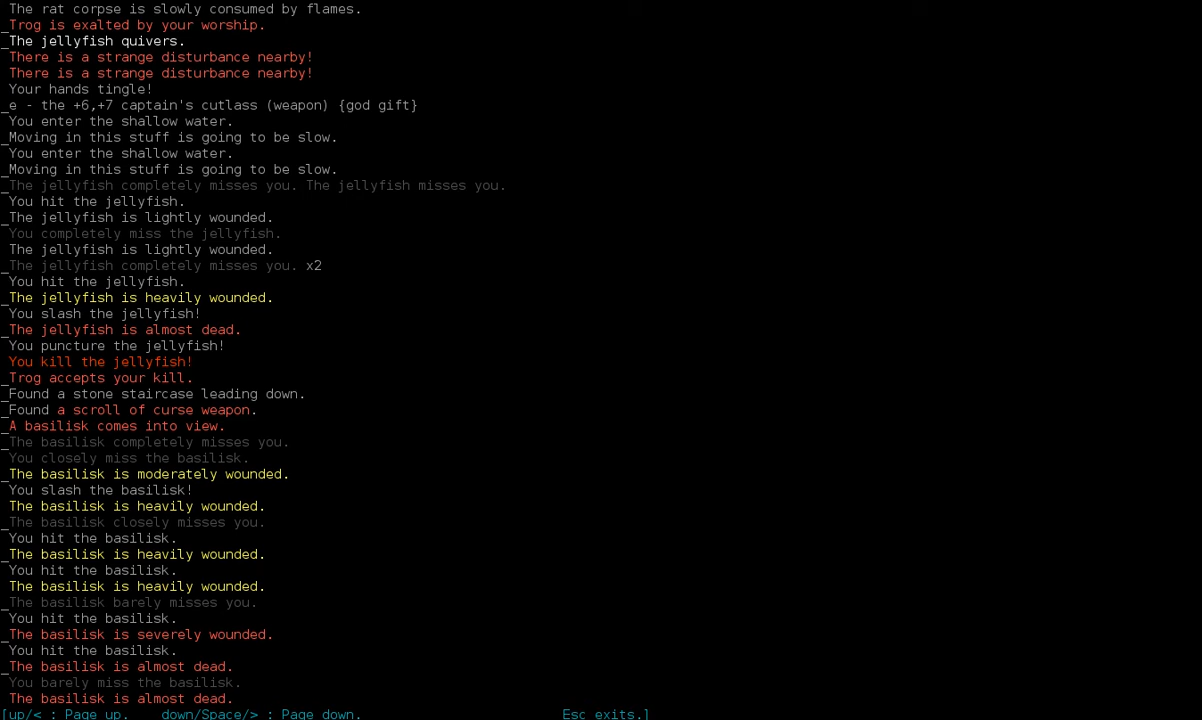 The rat corpse is slowly consumed by flames.
_Trog is exalted by your worship.
_The jellyfish quivers.
There is a strange disturbance nearby!
There is a strange disturbance nearby!
Your hands tingle!
_e - the +6,+7 captain's cutlass (weapon) {god gift}
You enter the shallow water.
_Moving in this stuff is going to be slow.
You enter the shallow water.
_Moving in this stuff is going to be slow.
_The jellyfish completely misses you. The jellyfish misses you.
You hit the jellyfish.
_The jellyfish is lightly wounded.
You completely miss the jellyfish.
The jellyfish is lightly wounded.
_The jellyfish completely misses you. x2
You hit the jellyfish.
_The jellyfish is heavily wounded.
You slash the jellyfish!
_The jellyfish is almost dead.
You puncture the jellyfish!
You kill the jellyfish!
_Trog accepts your kill.
_Found a stone staircase leading down.
_Found a scroll of curse weapon.
_A basilisk comes into view.
_The basilisk completely misses you.
You closely miss the basilisk.
_The basilisk is moderately wounded.
You slash the basilisk!
The basilisk is heavily wounded.
_The basilisk closely misses you.
You hit the basilisk.
_The basilisk is heavily wounded.
You hit the basilisk.
The basilisk is heavily wounded.
_The basilisk barely misses you.
You hit the basilisk.
_The basilisk is severely wounded.
You hit the basilisk.
_The basilisk is almost dead.
You barely miss the basilisk.
The basilisk is almost dead.
[up/< : Page up.    down/Space/> : Page down.                         Esc exits.]